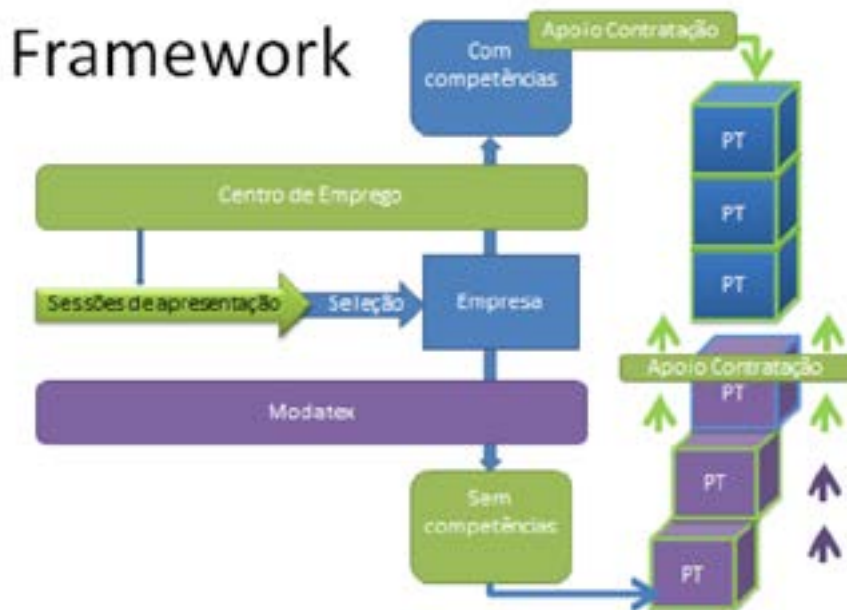 Framework
Com
competências
Apoio Contratação
PT
Centro de Emprego
PT
Sessões de apresentação
Seleção
Empresa
PT
Apoio Contratação
Modatex
PT
PT
Sem
competências
PT